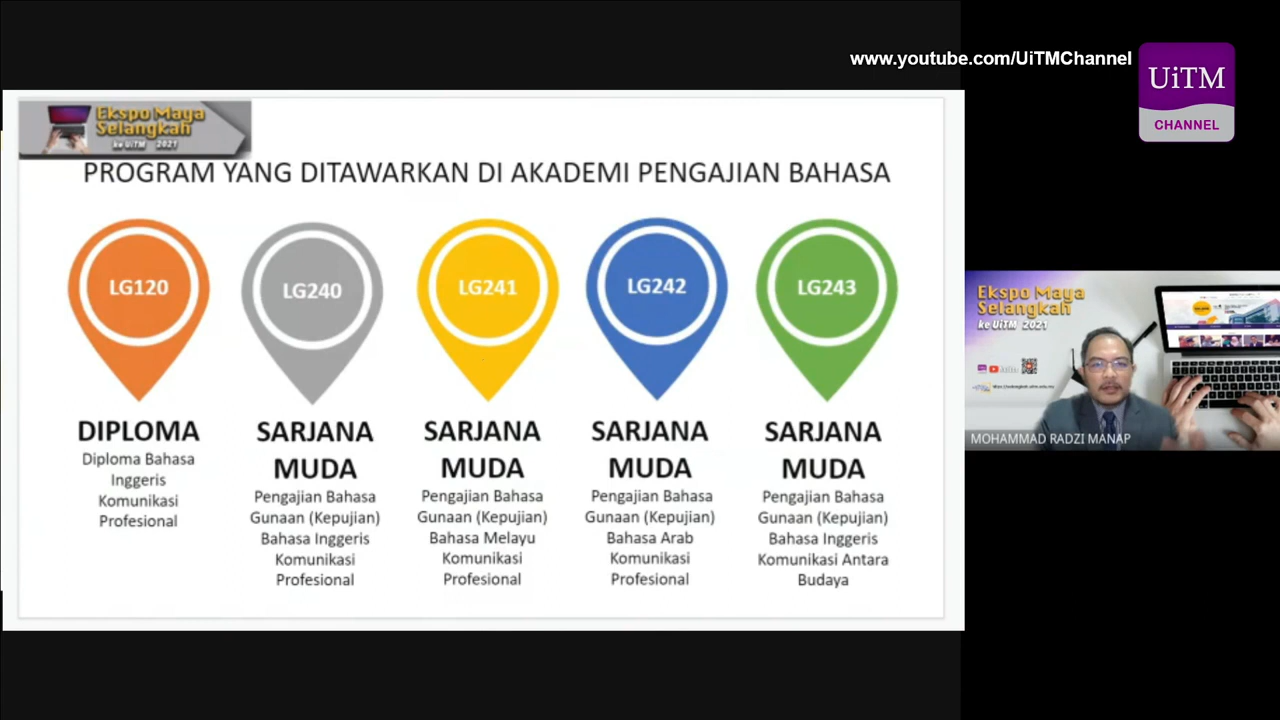 www.youtube.com/UiTMChannel
UiTM
CHANNEL
Ekspo Maya
Selangkah
ke UiTM 2021
PROGRAM YANG DITAWARKAN DI AKADEMI PENGAJIAN BAHASA
LG120
LG240
LG241
LG242
LG243
DIPLOMA
Diploma Bahasa
Inggeris
Komunikasi
Profesional
SARJANA
MUDA
Pengajian Bahasa
Gunaan (Kepujian)
Bahasa Inggeris
Komunikasi
Profesional
SARJANA
MUDA
Pengajian Bahasa
Gunaan (Kepujian)
Bahasa Melayu
Komunikasi
Profesional
SARJANA
MUDA
Pengajian Bahasa
Gunaan (Kepujian)
Bahasa Arab
Komunikasi
Profesional
SARJANA
MUDA
Pengajian Bahasa
Gunaan (Kepujian)
Bahasa Inggeris
Komunikasi Antara
Budaya
Ekspo Maya
Selangkah
ke UiTM 2021
MOHAMMAD RADZI MANAP